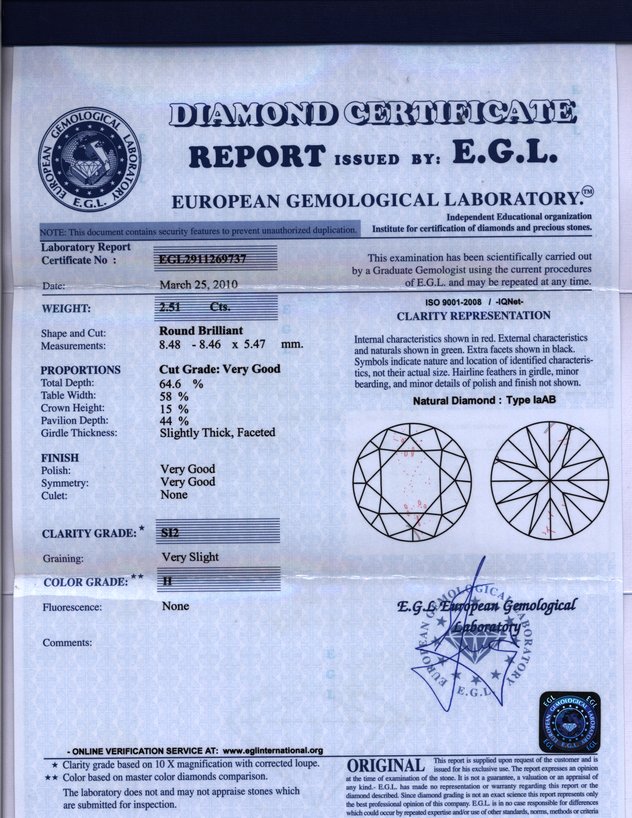 EUROPEAN GEMOLOGICAL LABORATORY
E.G.L.
DIAMOND CERTIFICATE
REPORT ISSUED BY: E.G.L.
EUROPEAN GEMOLOGICAL LABORATORY.™
Independent Educational organization
Institute for certification of diamonds and precious stones.
NOTE: This document contains security features to prevent unauthorized duplication.
Laboratory Report
Certificate No : EGL2911269737
Date: March 25, 2010
WEIGHT: 2.51 Cts.
Shape and Cut: Round Brilliant
Measurements: 8.48 - 8.46 x 5.47 mm.
PROPORTIONS Cut Grade: Very Good
Total Depth: 64.6 %
Table Width: 58 %
Crown Height: 15 %
Pavilion Depth: 44 %
Girdle Thickness: Slightly Thick, Faceted
FINISH
Polish: Very Good
Symmetry: Very Good
Culet: None
CLARITY GRADE:* SI2
Graining: Very Slight
COLOR GRADE:** H
Fluorescence: None
Comments:
This examination has been scientifically carried out
by a Graduate Gemologist using the current procedures
of E.G.L. and may be repeated at any time.
ISO 9001-2008 / -IQNet-
CLARITY REPRESENTATION
Internal characteristics shown in red. External characteristics
and naturals shown in green. Extra facets shown in black.
Symbols indicate nature and location of identified characteris-
tics, not their actual size. Hairline feathers in girdle, minor
bearding, and minor details of polish and finish not shown.
Natural Diamond : Type IaAB
E.G.L European Gemological
Laboratory
EUROPEAN GEMOLOGICAL LABORATORY
E.G.L.
EGL
EGL
E.G.L.
EGL
EGL
- ONLINE VERIFICATION SERVICE AT: www.eglinternational.org
* Clarity grade based on 10 X magnification with corrected loupe.
** Color based on master color diamonds comparison.
The laboratory does not and may not appraise stones which
are submitted for inspection.
ORIGINAL This report is supplied upon request of the customer and is
issued for his exclusive use. The report expresses an opinion
at the time of examination of the stone. It is not a guarantee, a valuation or an appraisal of
any kind.- E.G.L. has made no representation or warranty regarding this report or the
diamond described. Since diamond grading is not an exact science this report represents only
the best professional opinion of this company. E.G.L. is in no case responsible for differences
which could occur by repeated expertise and/or use of other standards, norms, methods or criteria